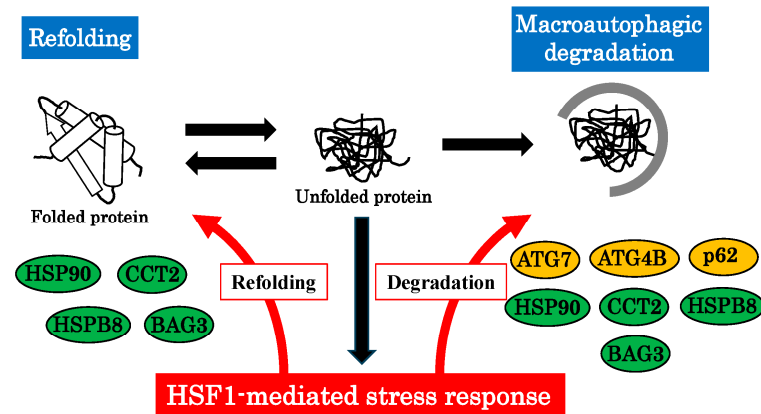 Refolding
Macroautophagic
degradation
Folded protein
Unfolded protein
HSP90
CCT2
HSPB8
BAG3
Refolding
Degradation
ATG7
ATG4B
p62
HSP90
CCT2
HSPB8
BAG3
HSF1-mediated stress response